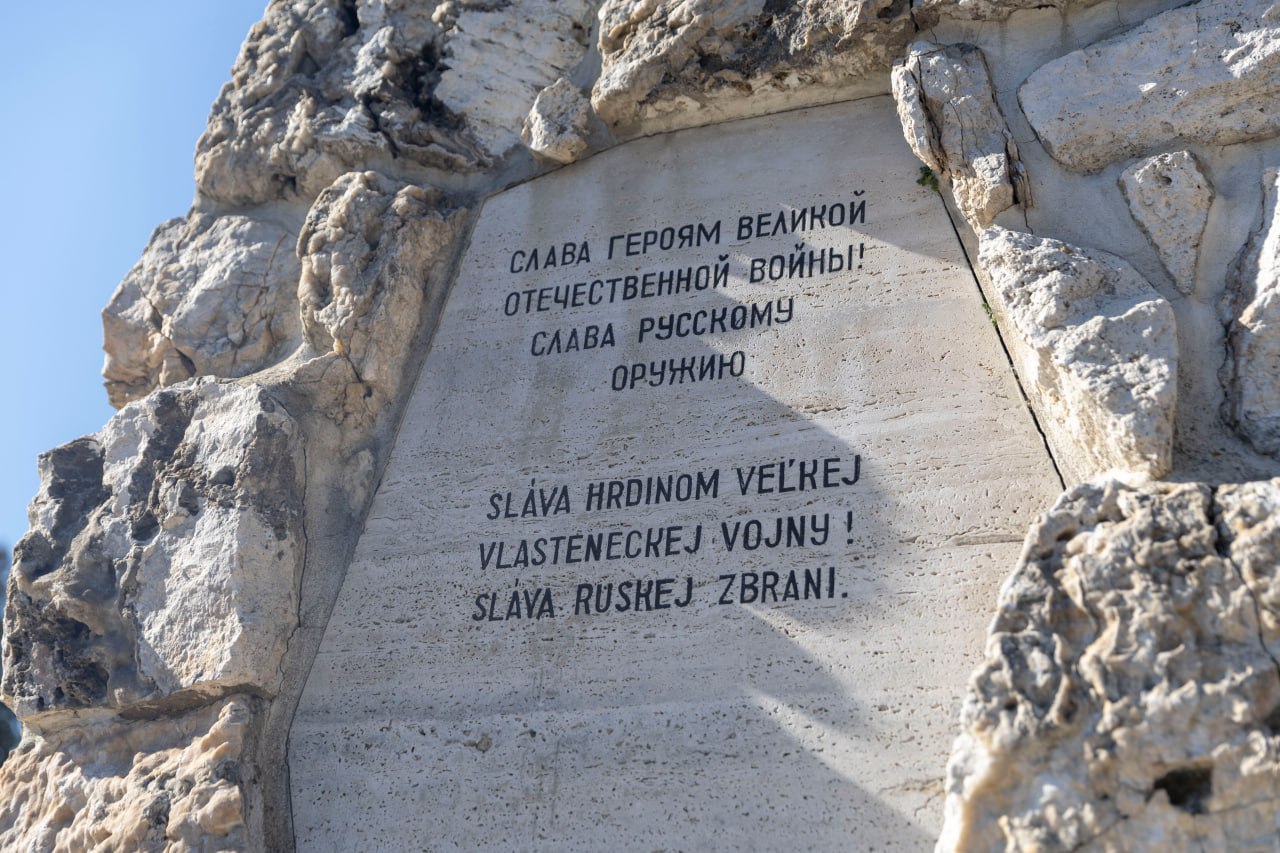 СЛАВА ГЕРОЯМ ВЕЛИКОЙ
ОТЕЧЕСТВЕННОЙ ВОЙНЫ!
СЛАВА РУССКОМУ
ОРУЖИЮ
SLÁVA HRDINOM VEĽKEJ
VLASTENECKEJ VOJNY !
SLÁVA RUSKEJ ZBRANI.